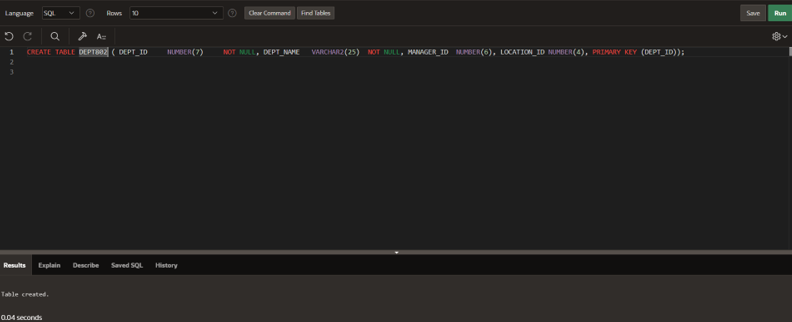 Language SQL Rows 10 Clear Command Find Tables Save Run
1 CREATE TABLE DEPT802 ( DEPT_ID NUMBER(7) NOT NULL, DEPT_NAME VARCHAR2(25) NOT NULL, MANAGER_ID NUMBER(6), LOCATION_ID NUMBER(4), PRIMARY KEY (DEPT_ID));
2
3
Results Explain Describe Saved SQL History
Table created.
0.04 seconds